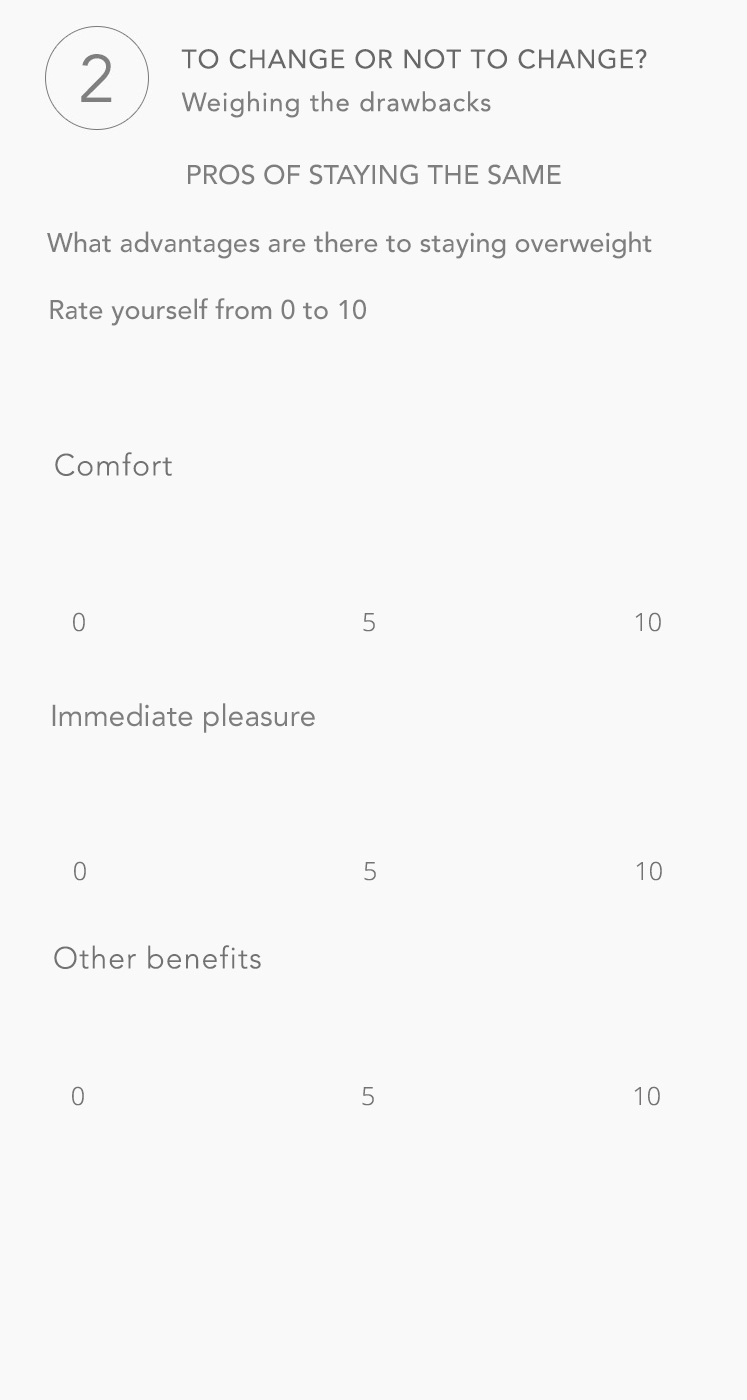 2
TO CHANGE OR NOT TO CHANGE?
Weighing the drawbacks
PROS OF STAYING THE SAME
What advantages are there to staying overweight
Rate yourself from 0 to 10
Comfort
0 5 10
Immediate pleasure
0 5 10
Other benefits
0 5 10